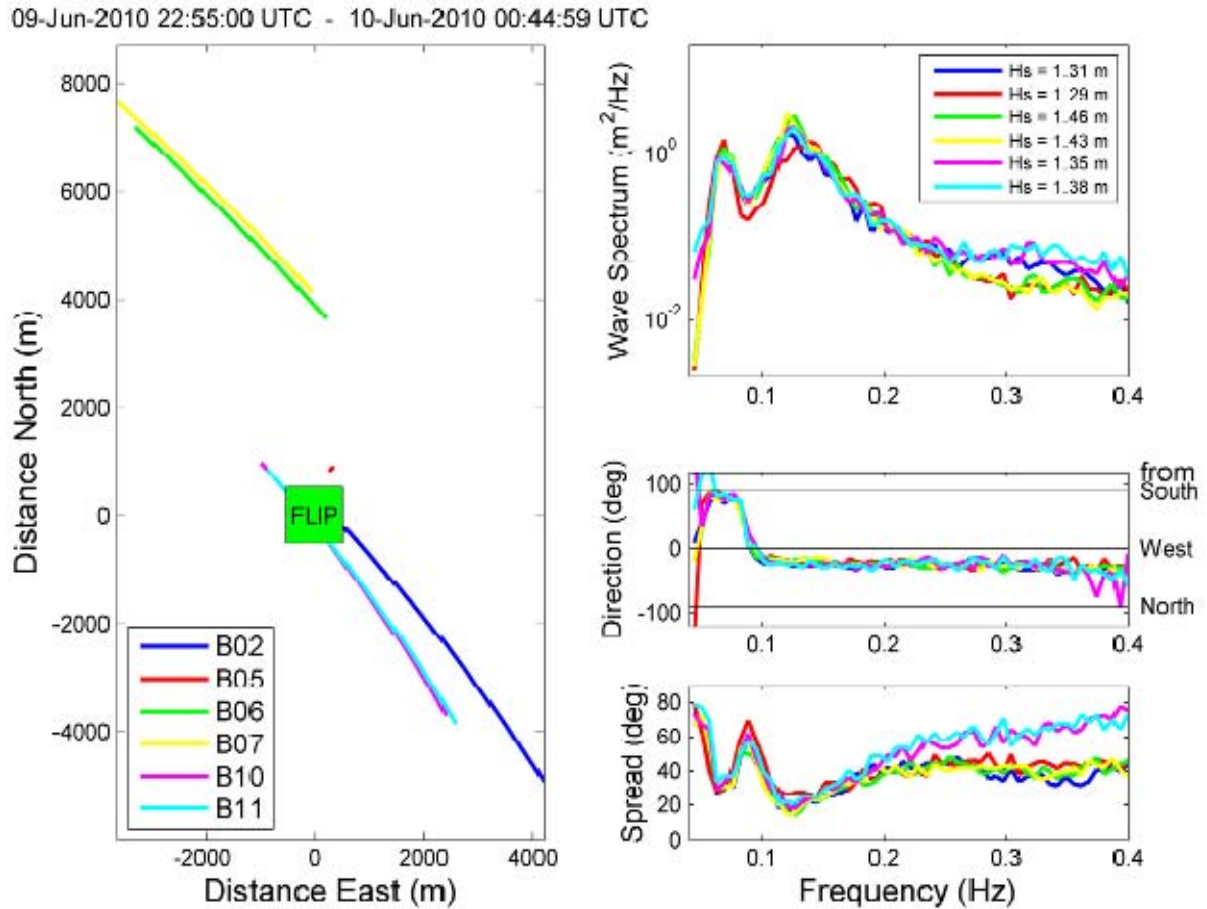 09-Jun-2010 22:55:00 UTC - 10-Jun-2010 00:44:59 UTC
8000
6000
4000
2000
0
-2000
-4000
Distance North (m)
FLIP
B02
B05
B06
B07
B10
B11
-2000 0 2000 4000
Distance East (m)
Wave Spectrum (m²/Hz)
10⁰
10⁻²
Hs = 1.31 m
Hs = 1.29 m
Hs = 1.46 m
Hs = 1.43 m
Hs = 1.35 m
Hs = 1.38 m
0.1 0.2 0.3 0.4
Direction (deg)
100
0
-100
from
South
West
North
0.1 0.2 0.3 0.4
Spread (deg)
80
60
40
20
0
0.1 0.2 0.3 0.4
Frequency (Hz)